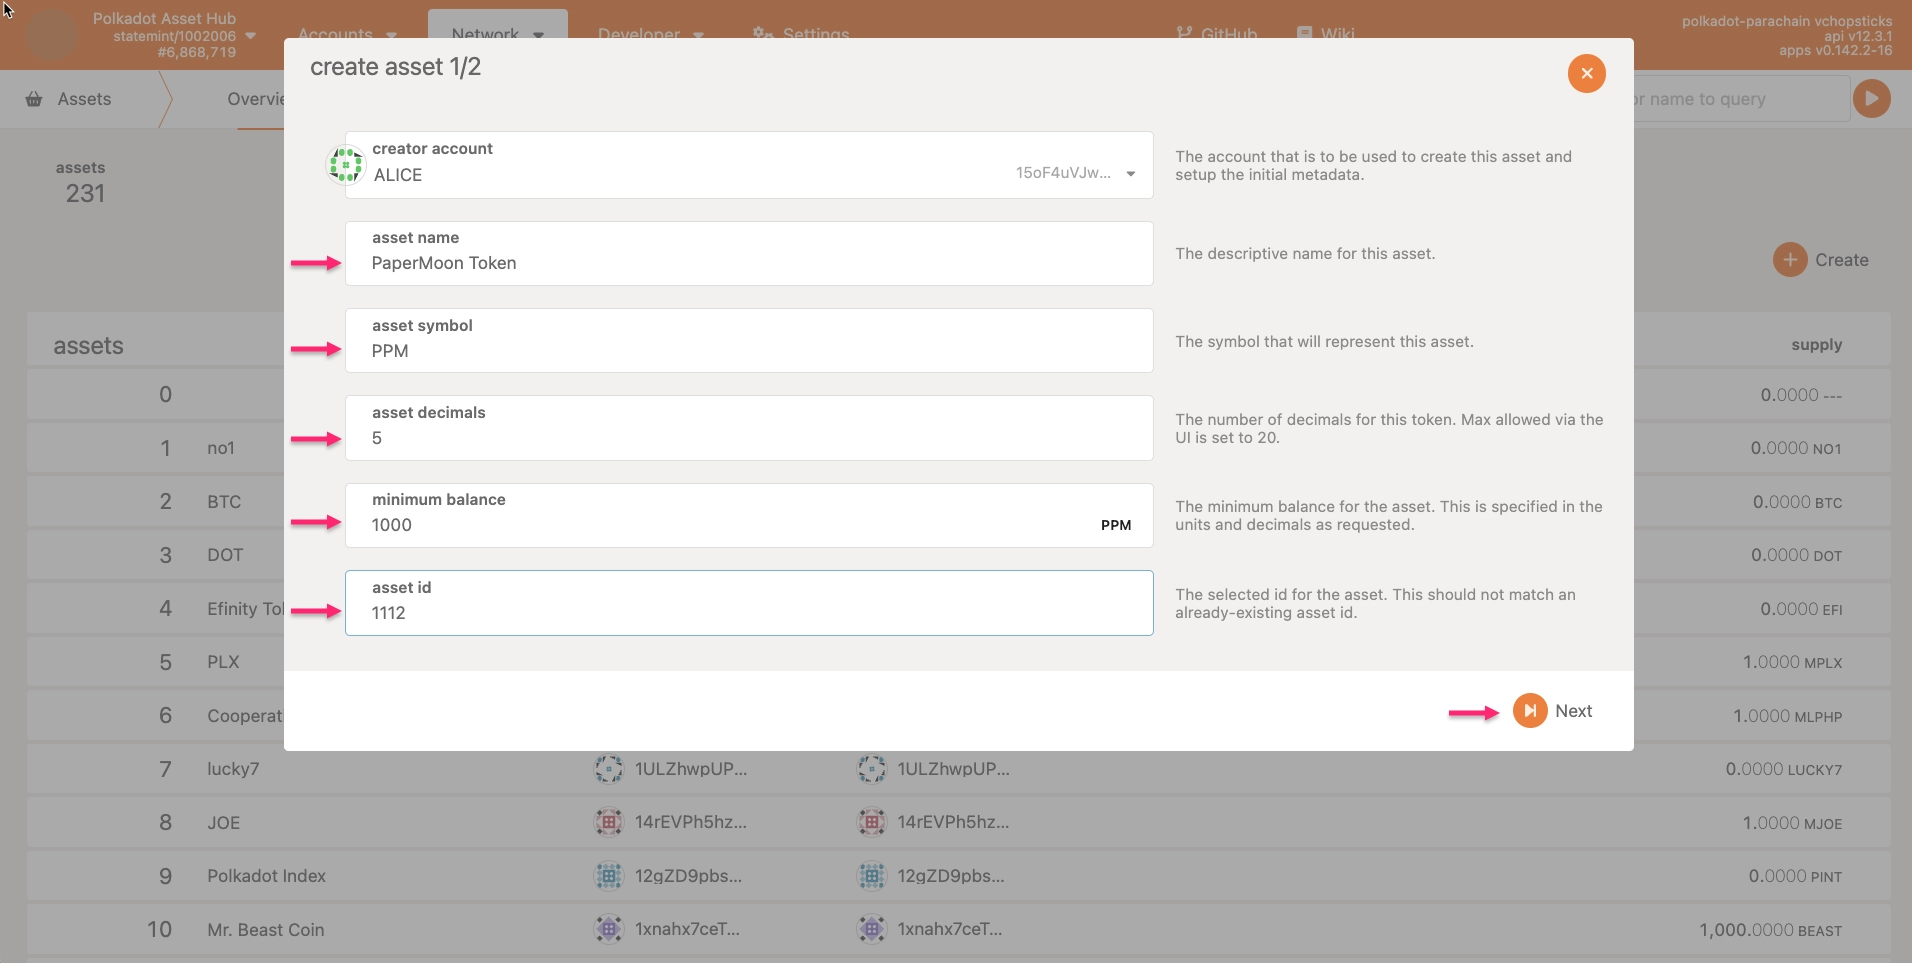 Polkadot Asset Hub
statemint/1002006
#6,868,719
Accounts
Network
Developer
Settings
GitHub
Wiki
polkadot-parachain vchopsticks
api v12.3.1
apps v0.142.2-16
Assets
Overvie
or name to query
assets
231
Create
create asset 1/2
creator account
ALICE
15oF4uVJw...
The account that is to be used to create this asset and
setup the initial metadata.
asset name
PaperMoon Token
The descriptive name for this asset.
asset symbol
PPM
The symbol that will represent this asset.
asset decimals
5
The number of decimals for this token. Max allowed via the
UI is set to 20.
minimum balance
1000
PPM
The minimum balance for the asset. This is specified in the
units and decimals as requested.
asset id
1112
The selected id for the asset. This should not match an
already-existing asset id.
Next
assets
supply
0 0.0000 ---
1 no1 0.0000 NO1
2 BTC 0.0000 BTC
3 DOT 0.0000 DOT
4 Efinity To 0.0000 EFI
5 PLX 1.0000 MPLX
6 Cooperat 1.0000 MLPHP
7 lucky7 1ULZhwpUP... 1ULZhwpUP... 0.0000 LUCKY7
8 JOE 14rEVPh5hz... 14rEVPh5hz... 1.0000 MJOE
9 Polkadot Index 12gZD9pbs... 12gZD9pbs... 0.0000 PINT
10 Mr. Beast Coin 1xnahx7ceT... 1xnahx7ceT... 1,000.0000 BEAST